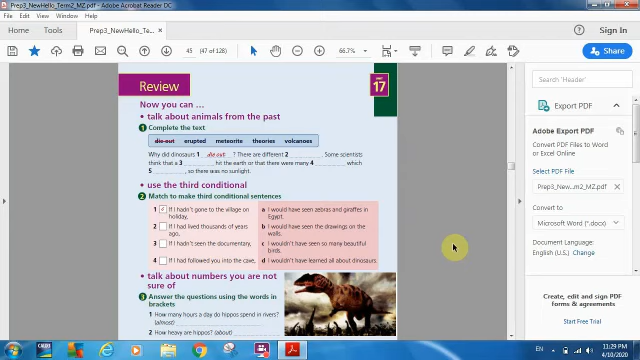 Prep3_NewHello_Term2_MZ.pdf - Adobe Acrobat Reader DC
File Edit View Window Help
Home Tools Prep3_NewHello_Ter... × Sign In
45 (47 of 128) 66.7% Share
Review 17
Now you can ...
• talk about animals from the past
1 Complete the text
die out erupted meteorite theories volcanoes
Why did dinosaurs 1 die out ? There are different 2 ________. Some scientists
think that a 3 ________ hit the earth or that there were many 4 ________ which
5 ________, so there was no sunlight.
• use the third conditional
2 Match to make third conditional sentences
1 c If I hadn't gone to the village on
holiday,
2 If I had lived thousands of years
ago,
3 If I hadn't seen the documentary,
4 If I had followed you into the cave,
a I would have seen zebras and giraffes in
Egypt.
b I would have seen the drawings on the
walls.
c I wouldn't have seen so many beautiful
birds.
d I wouldn't have learned all about dinosaurs
• talk about numbers you are not
sure of
3 Answer the questions using the words in
brackets
1 How many hours a day do hippos spend in rivers?
(almost)
2 How heavy are hippos? (about)
Search 'Header'
Export PDF
Adobe Export PDF
Convert PDF Files to Word
or Excel Online
Select PDF File
Prep3_New...m2_MZ.pdf ×
Convert to
Microsoft Word (*.docx)
Document Language:
English (U.S.) Change
Create, edit and sign PDF
forms & agreements
Start Free Trial
EN
11:29 PM
4/10/2020